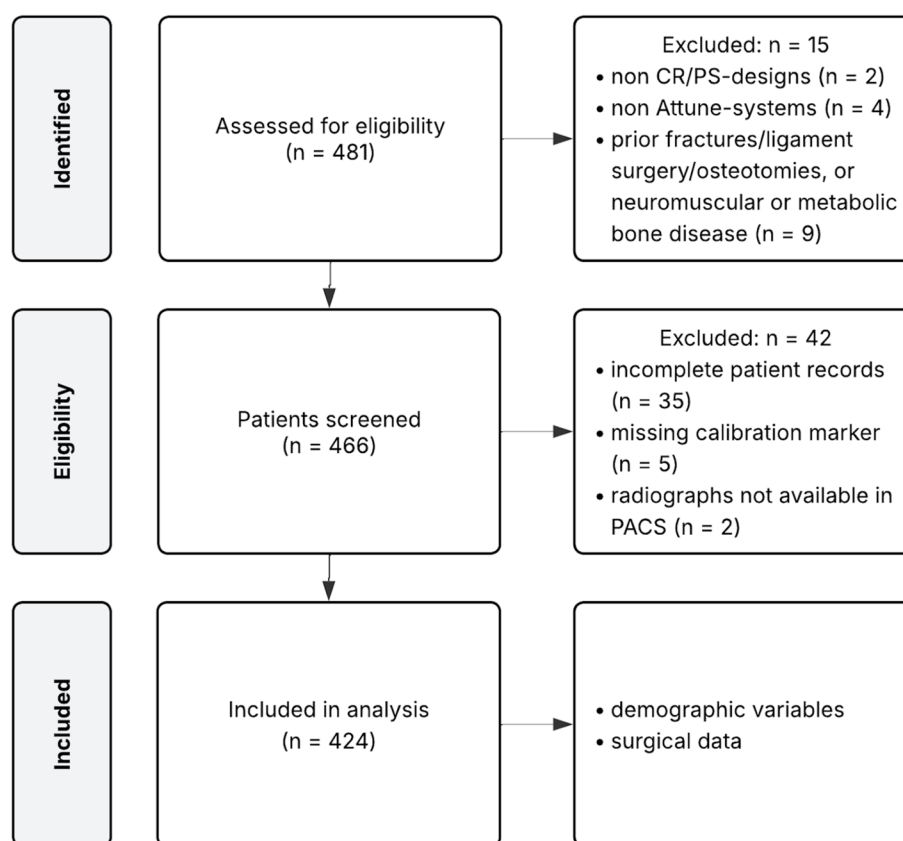 Identified
Assessed for eligibility
(n = 481)
Excluded: n = 15
• non CR/PS-designs (n = 2)
• non Attune-systems (n = 4)
• prior fractures/ligament
surgery/osteotomies, or
neuromuscular or metabolic
bone disease (n = 9)
Eligibility
Patients screened
(n = 466)
Excluded: n = 42
• incomplete patient records
(n = 35)
• missing calibration marker
(n = 5)
• radiographs not available in
PACS (n = 2)
Included
Included in analysis
(n = 424)
• demographic variables
• surgical data